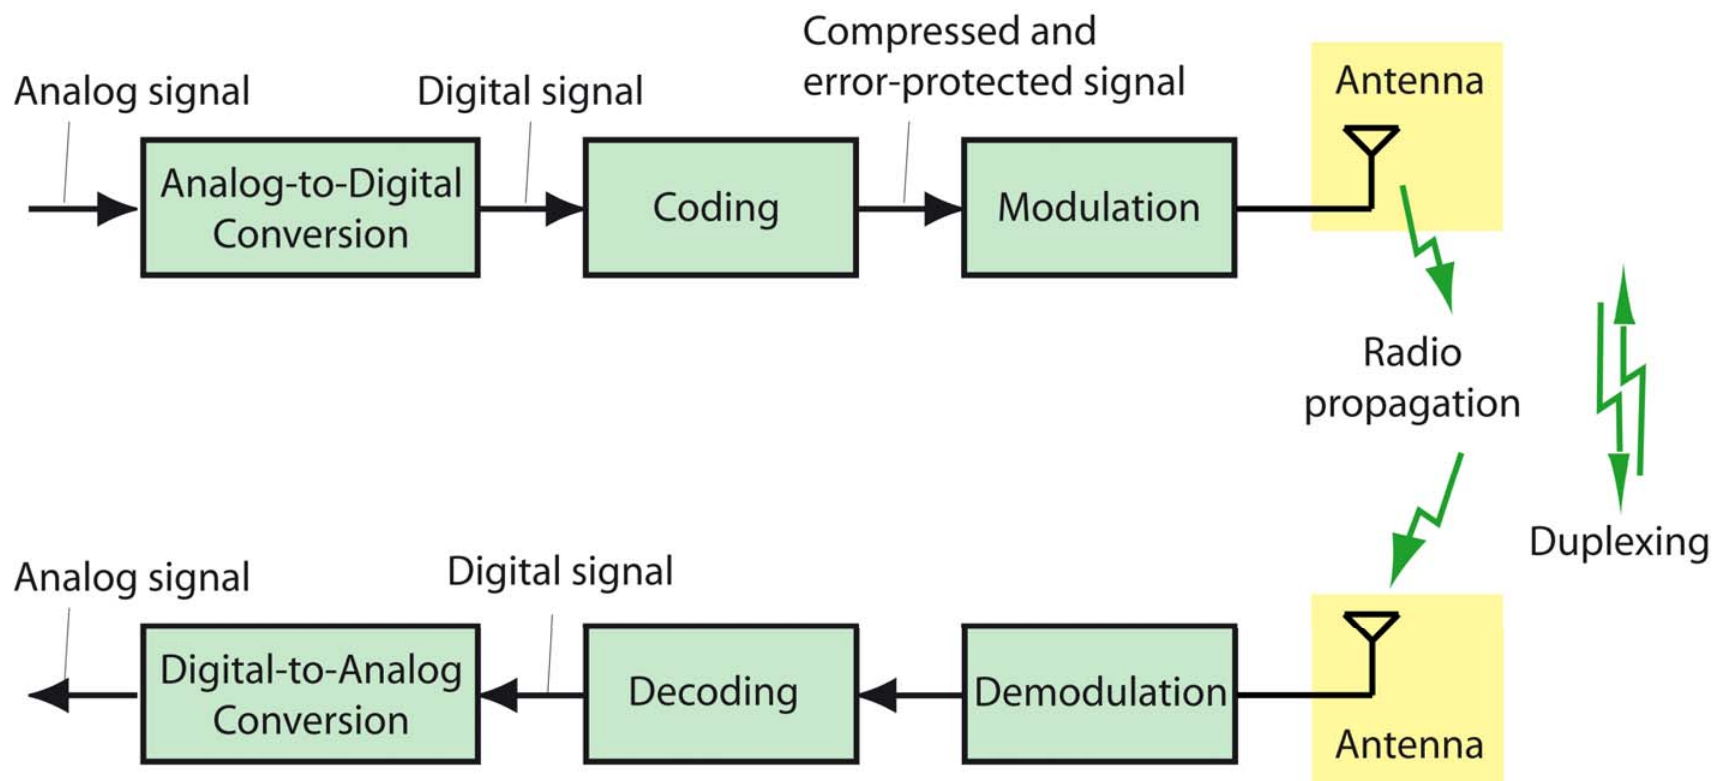 Compressed and
error-protected signal
Analog signal
Digital signal
Antenna
Analog-to-Digital
Conversion
Coding
Modulation
Radio
propagation
Duplexing
Analog signal
Digital signal
Digital-to-Analog
Conversion
Decoding
Demodulation
Antenna